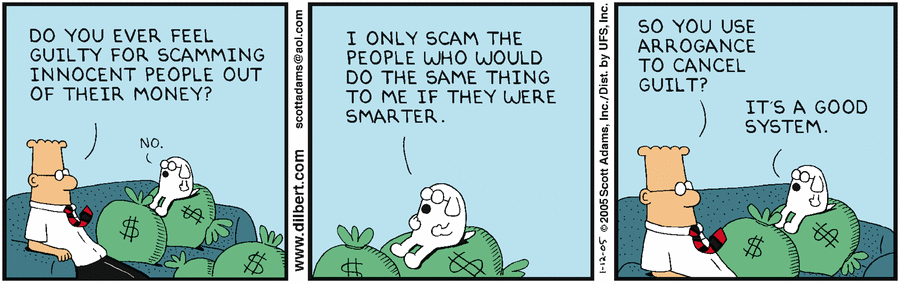 DO YOU EVER FEEL
GUILTY FOR SCAMMING
INNOCENT PEOPLE OUT
OF THEIR MONEY?
NO.
$
$
$
www.dilbert.com
scottadams@aol.com
I ONLY SCAM THE
PEOPLE WHO WOULD
DO THE SAME THING
TO ME IF THEY WERE
SMARTER.
$
$
1-12-05 ©2005 Scott Adams, Inc./Dist. by UFS, Inc.
SO YOU USE
ARROGANCE
TO CANCEL
GUILT?
IT'S A GOOD
SYSTEM.
$
$